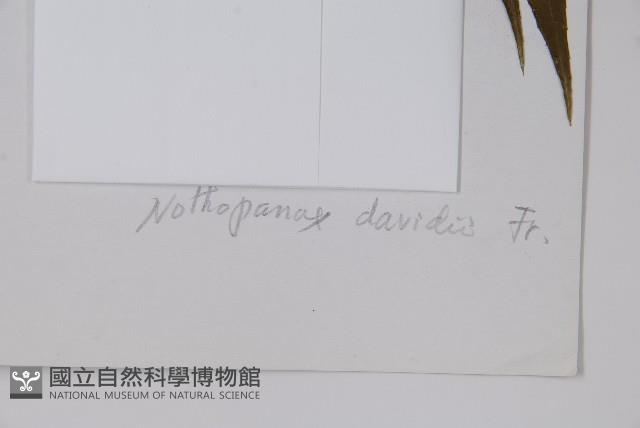 Nothopanax davidii Fr.
國立自然科學博物館
NATIONAL MUSEUM OF NATURAL SCIENCE